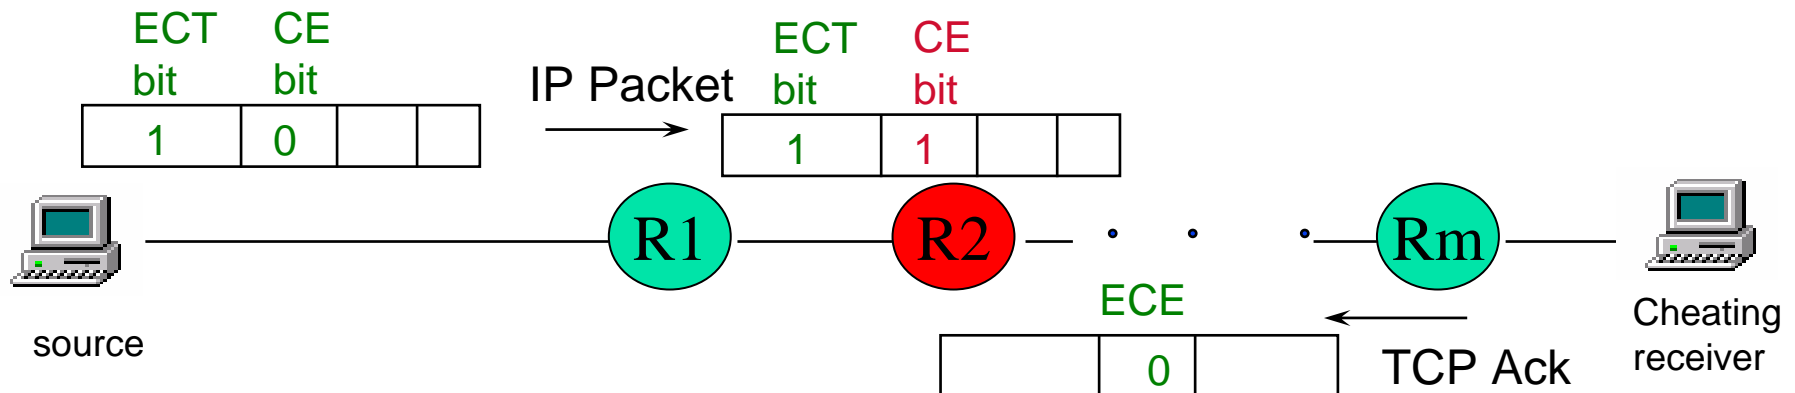 ECT CE
bit bit
IP Packet
1 0
ECT CE
bit bit
1 1
R1 R2 Rm
source
ECE
0
TCP Ack
Cheating
receiver